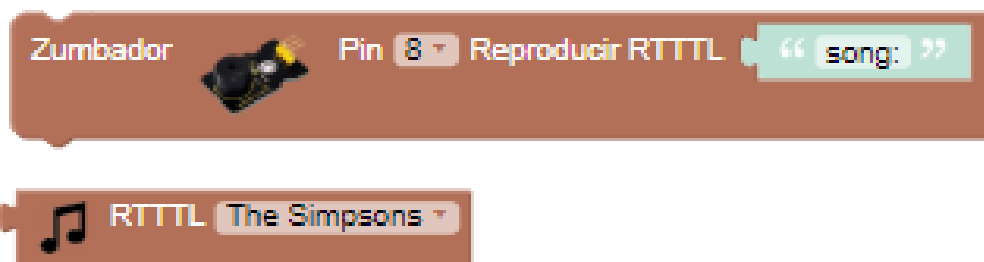 Zumbador Pin 8 Reproducir RTTTL “ song: ”
RTTTL The Simpsons